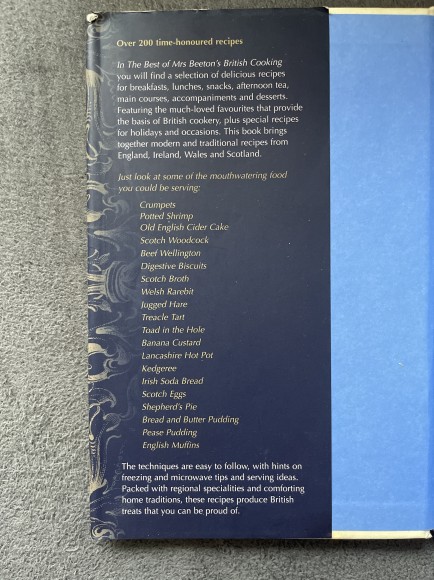 Over 200 time-honoured recipes
In The Best of Mrs Beeton's British Cooking
you will find a selection of delicious recipes
for breakfasts, lunches, snacks, afternoon tea,
main courses, accompaniments and desserts.
Featuring the much-loved favourites that provide
the basis of British cookery, plus special recipes
for holidays and occasions. This book brings
together modern and traditional recipes from
England, Ireland, Wales and Scotland.
Just look at some of the mouthwatering food
you could be serving:
Crumpets
Potted Shrimp
Old English Cider Cake
Scotch Woodcock
Beef Wellington
Digestive Biscuits
Scotch Broth
Welsh Rarebit
Jugged Hare
Treacle Tart
Toad in the Hole
Banana Custard
Lancashire Hot Pot
Kedgeree
Irish Soda Bread
Scotch Eggs
Shepherd's Pie
Bread and Butter Pudding
Pease Pudding
English Muffins
The techniques are easy to follow, with hints on
freezing and microwave tips and serving ideas.
Packed with regional specialities and comforting
home traditions, these recipes produce British
treats that you can be proud of.